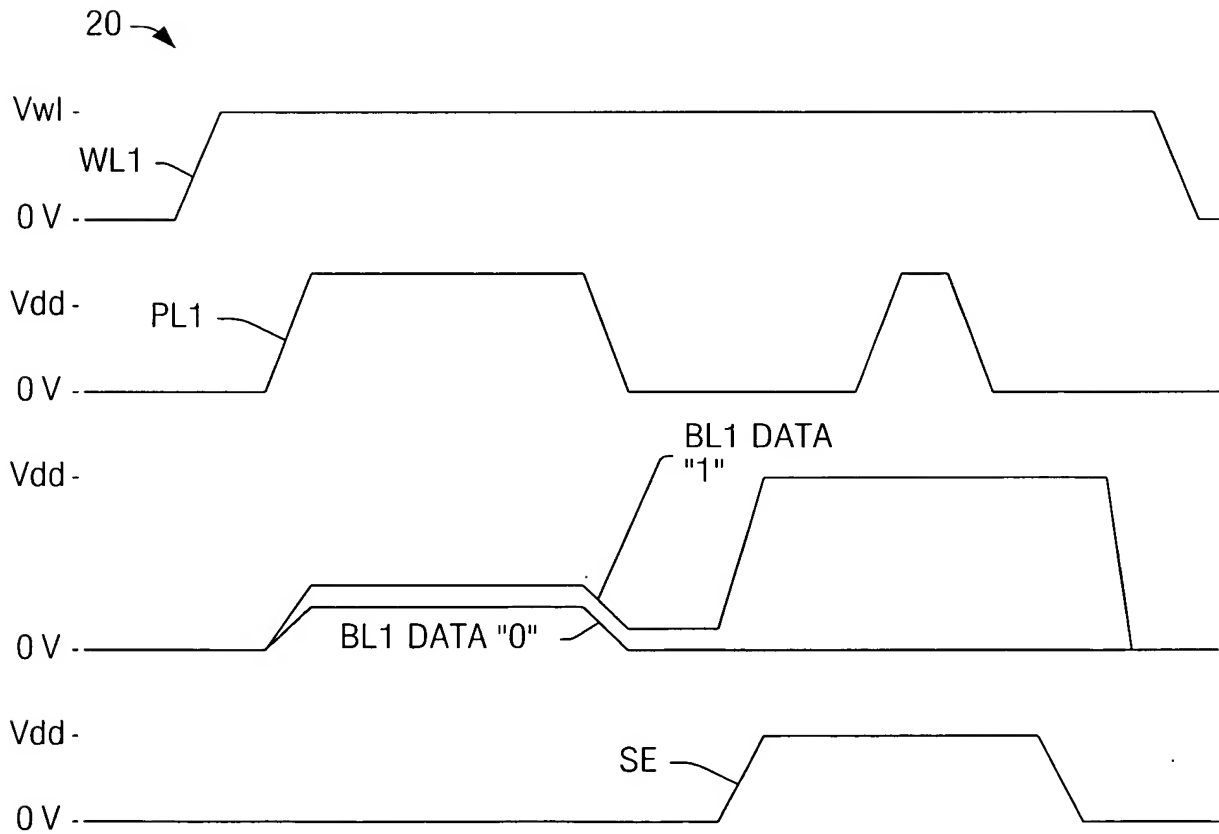 20
Vwl
WL1
0 V
Vdd
PL1
0 V
BL1 DATA
"1"
Vdd
BL1 DATA "0"
0 V
Vdd
SE
0 V